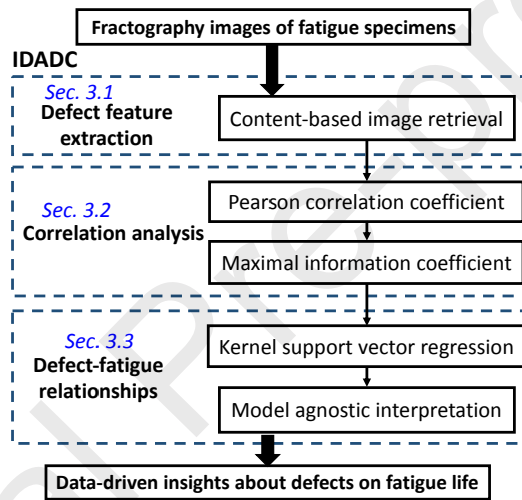 Fractography images of fatigue specimens
IDADC
Sec. 3.1
Defect feature
extraction
Content-based image retrieval
Sec. 3.2
Correlation analysis
Pearson correlation coefficient
Maximal information coefficient
Sec. 3.3
Defect-fatigue
relationships
Kernel support vector regression
Model agnostic interpretation
Data-driven insights about defects on fatigue life